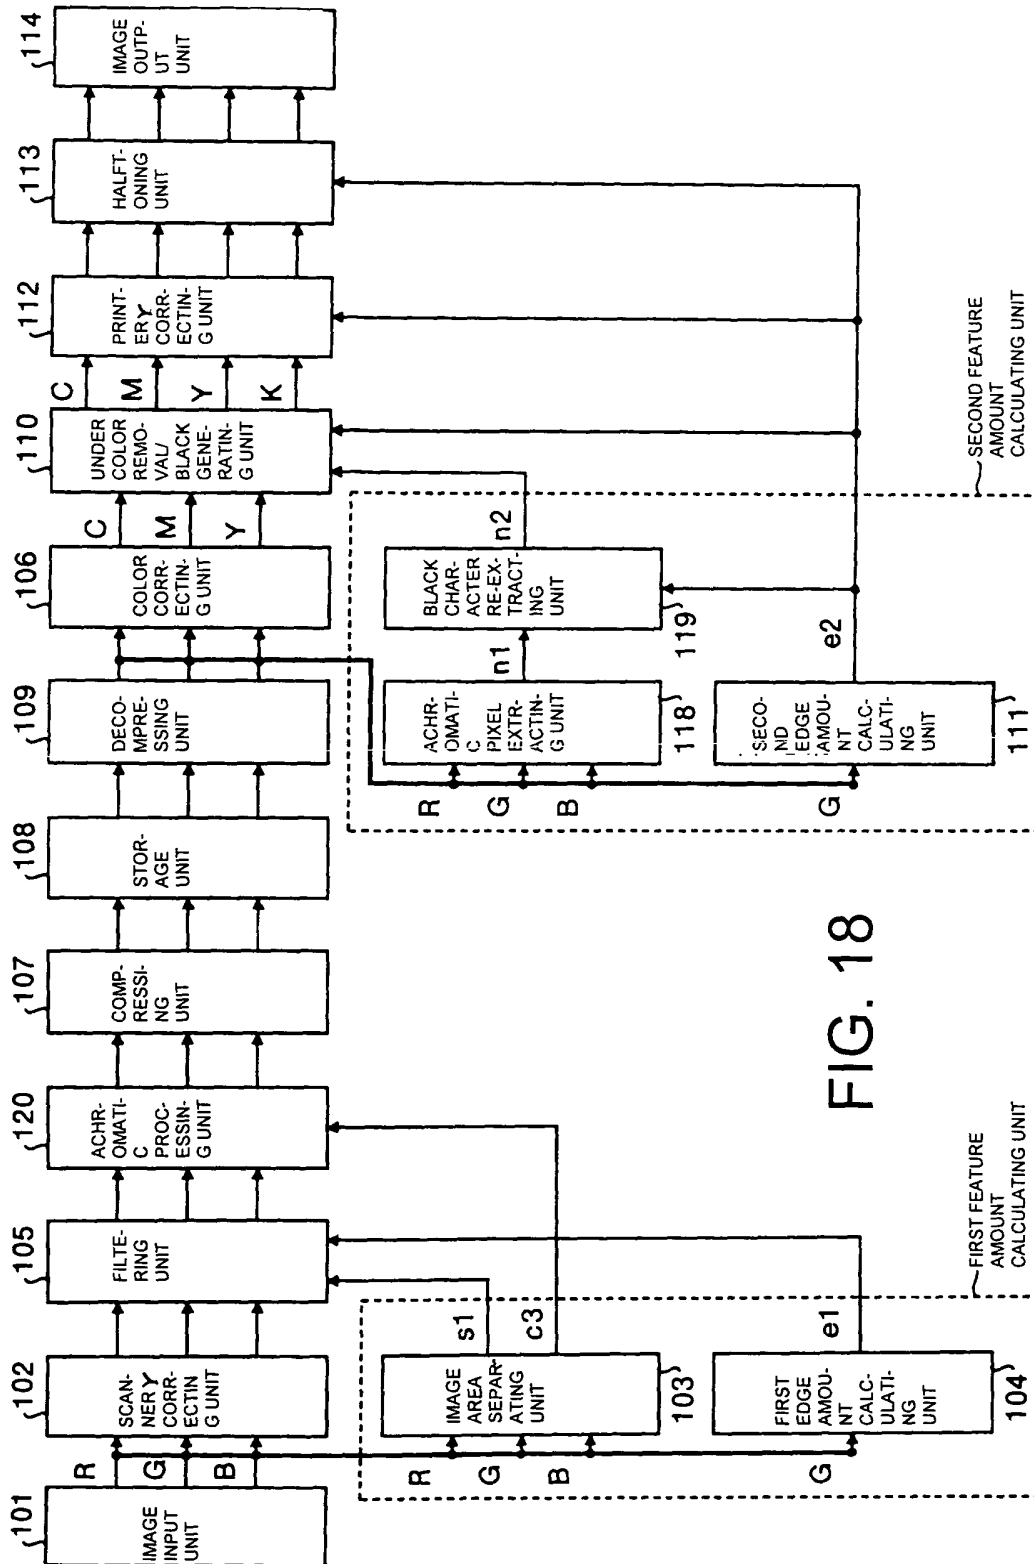 101
IMAGE
INPUT
UNIT
R
G
B
102
SCAN-
NERγ
CORR-
ECTIN
G UNIT
105
FILTE-
RING
UNIT
120
ACHR-
OMATI-
C
PROC-
ESSIN-
G UNIT
107
COMP-
RESSI-
NG
UNIT
108
STOR-
AGE
UNIT
109
DECO-
MPRE-
SSING
UNIT
106
COLOR
CORR-
ECTIN-
G UNIT
C
M
Y
110
UNDER
COLOR
REMO-
VAL/
BLACK
GENE-
RATIN-
G UNIT
C
M
Y
K
112
PRINT-
ERγ
CORR-
ECTIN-
G UNIT
113
HALFT-
ONING
UNIT
114
IMAGE
OUTP-
UT
UNIT
R
G
B
IMAGE
AREA
SEPAR-
ATING
UNIT
103
s1
c3
G
FIRST
EDGE
AMOU-
NT
CALC-
ULATI-
NG
UNIT
104
e1
FIRST FEATURE
AMOUNT
CALCULATING UNIT
R
G
B
ACHR-
OMATI-
C
PIXEL
EXTR-
ACTIN-
G UNIT
118
n1
BLACK
CHAR-
ACTER
RE-EX-
TRACT-
ING
UNIT
119
n2
G
SECO-
ND
EDGE
AMOU-
NT
CALC-
ULATI-
NG
UNIT
111
e2
SECOND FEATURE
AMOUNT
CALCULATING UNIT
FIG. 18